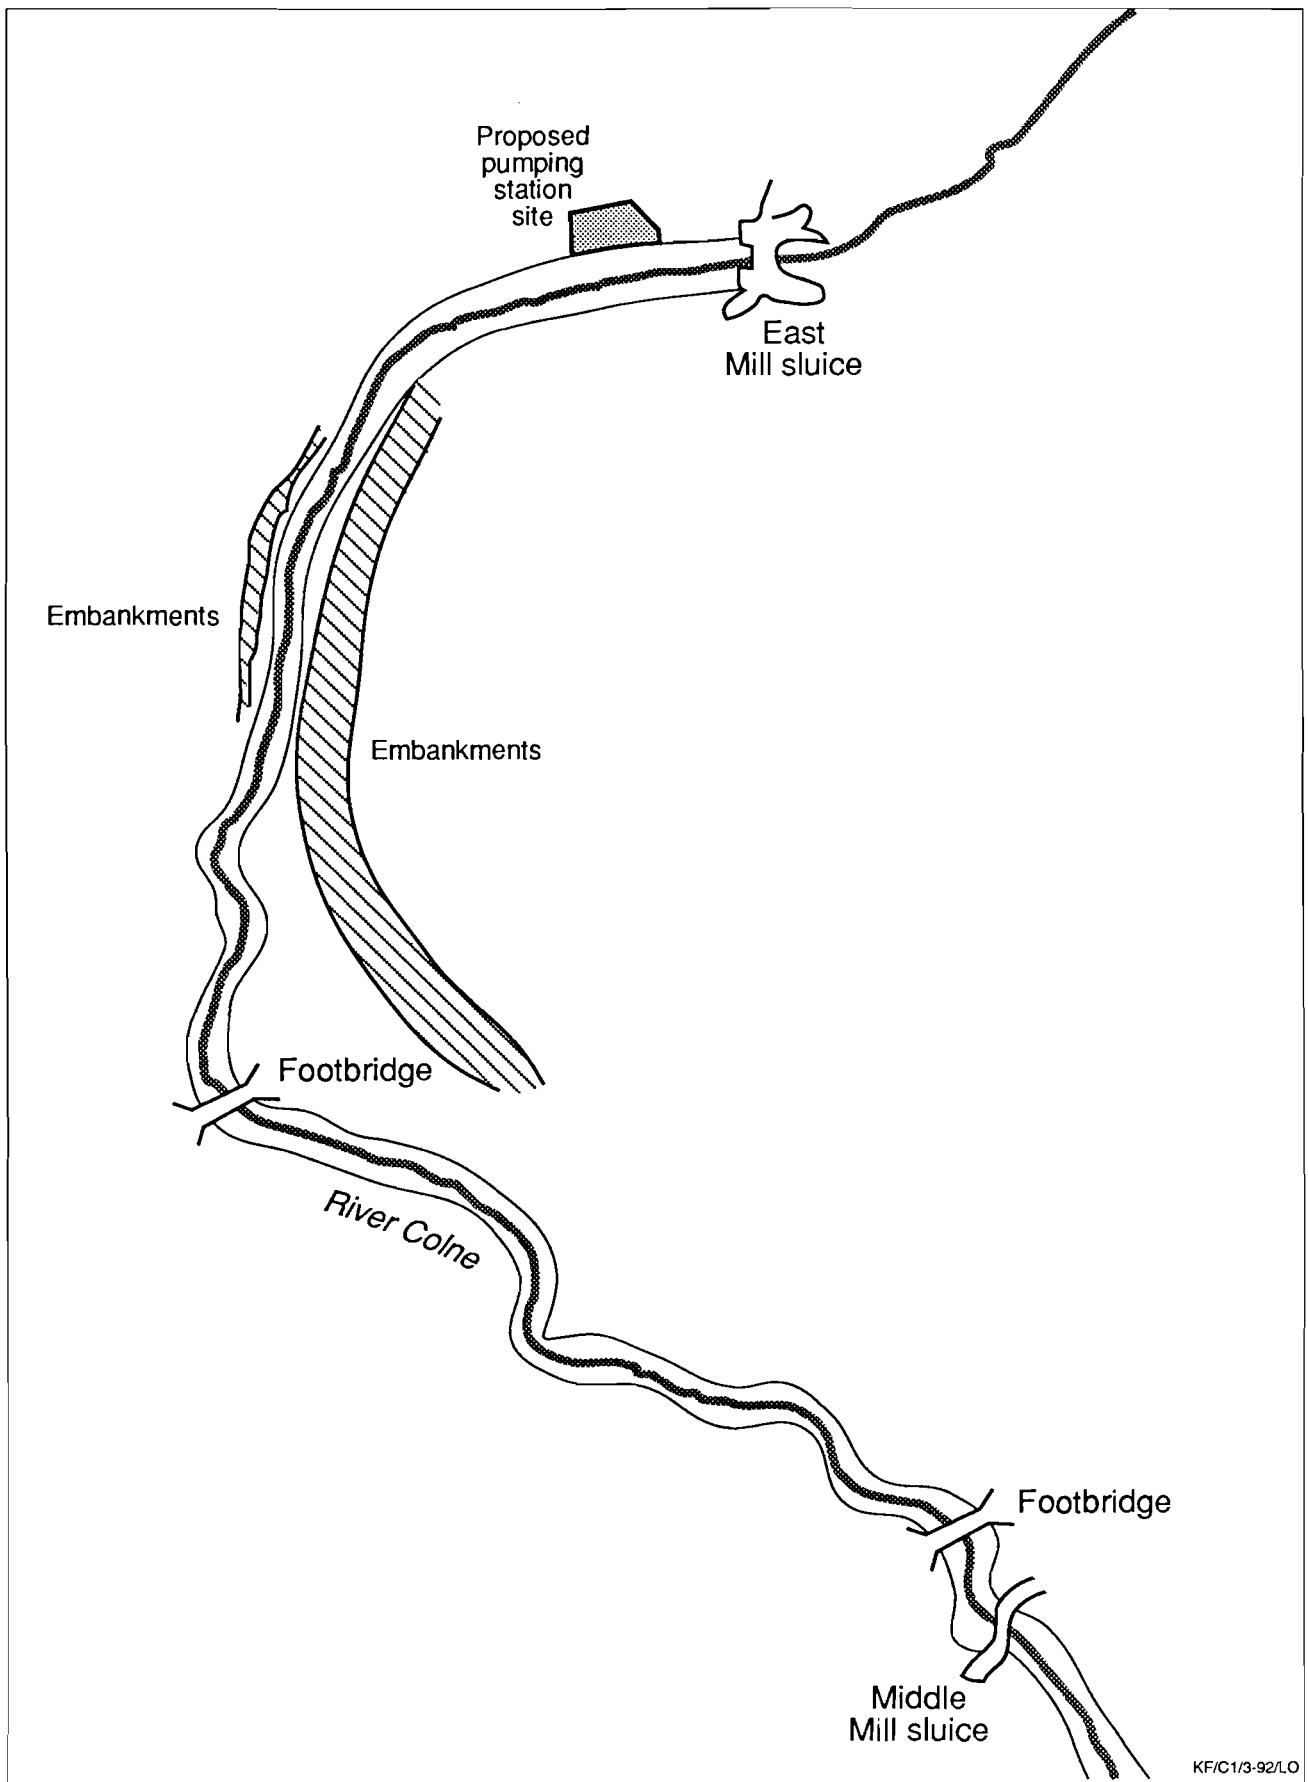 Proposed
pumping
station
site
East
Mill sluice
Embankments
Embankments
Footbridge
River Colne
Footbridge
Middle
Mill sluice
KF/C1/3-92/LO